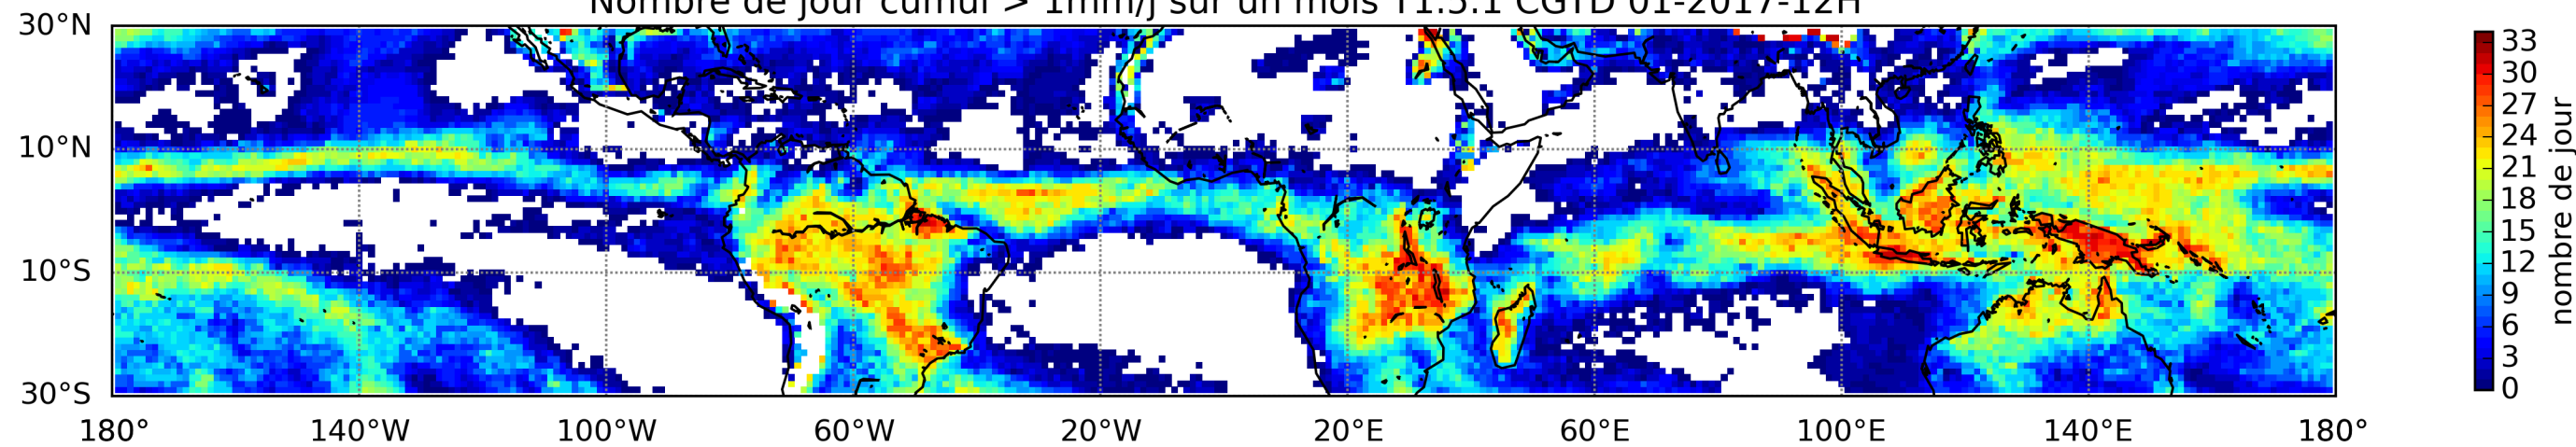 Nombre de jour cumul > 1mm/j sur un mois T1.5.1 CGTD 01-2017-12H
30°N
10°N
10°S
30°S
180° 140°W 100°W 60°W 20°W 20°E 60°E 100°E 140°E 180°
33
30
27
24
21
18
15
12
9
6
3
0
nombre de jour